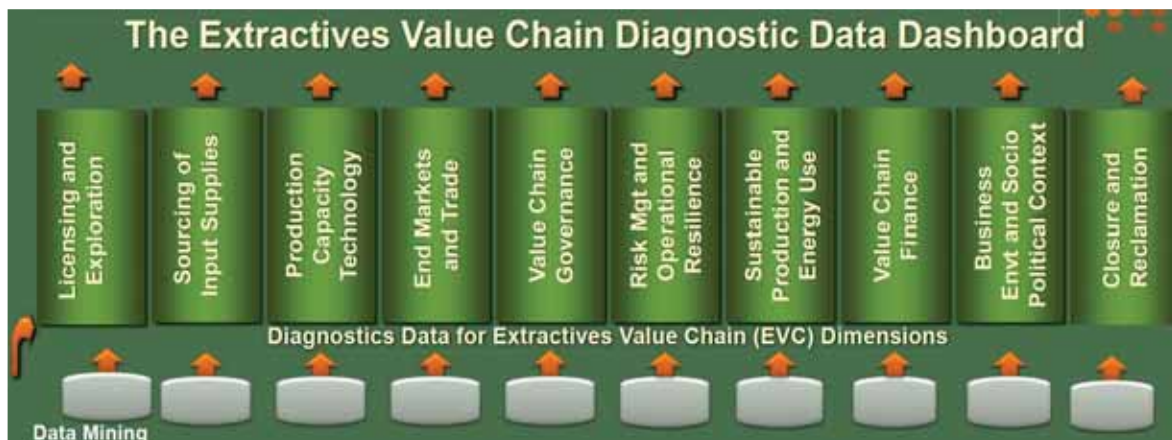 The Extractives Value Chain Diagnostic Data Dashboard
Licensing and
Exploration
Sourcing of
Input Supplies
Production
Capacity
Technology
End Markets
and Trade
Value Chain
Governance
Risk Mgt and
Operational
Resilience
Sustainable
Production and
Energy Use
Value Chain
Finance
Business
Envt and Socio
Political Context
Closure and
Reclamation
Diagnostics Data for Extractives Value Chain (EVC) Dimensions
Data Mining